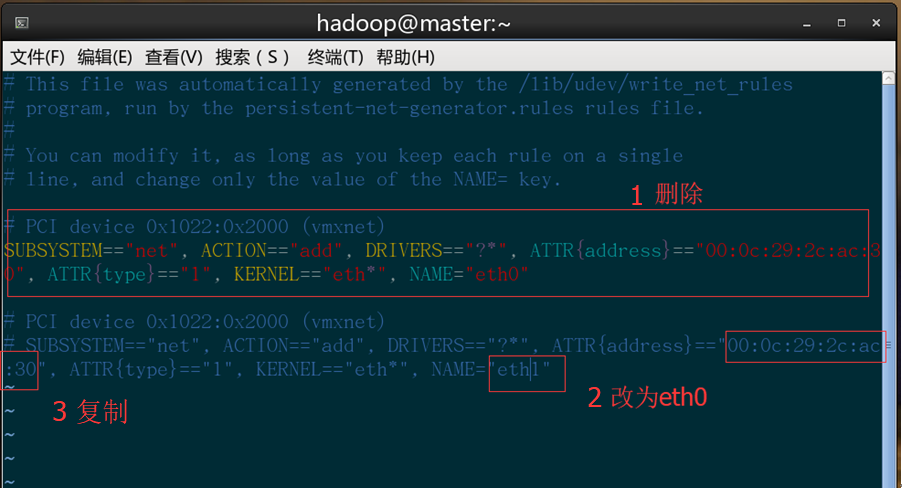 hadoop@master:~
文件(F) 编辑(E) 查看(V) 搜索(S) 终端(T) 帮助(H)
# This file was automatically generated by the /lib/udev/write_net_rules
# program, run by the persistent-net-generator.rules rules file.
#
# You can modify it, as long as you keep each rule on a single
# line, and change only the value of the NAME= key.
1 删除
# PCI device 0x1022:0x2000 (vmxnet)
SUBSYSTEM=="net", ACTION=="add", DRIVERS=="?*", ATTR{address}=="00:0c:29:2c:ac:3
0", ATTR{type}=="1", KERNEL=="eth*", NAME="eth0"
# PCI device 0x1022:0x2000 (vmxnet)
# SUBSYSTEM=="net", ACTION=="add", DRIVERS=="?*", ATTR{address}=="00:0c:29:2c:ac
:30", ATTR{type}=="1", KERNEL=="eth*", NAME="eth1"
~
3 复制
2 改为eth0
~
~
~
~